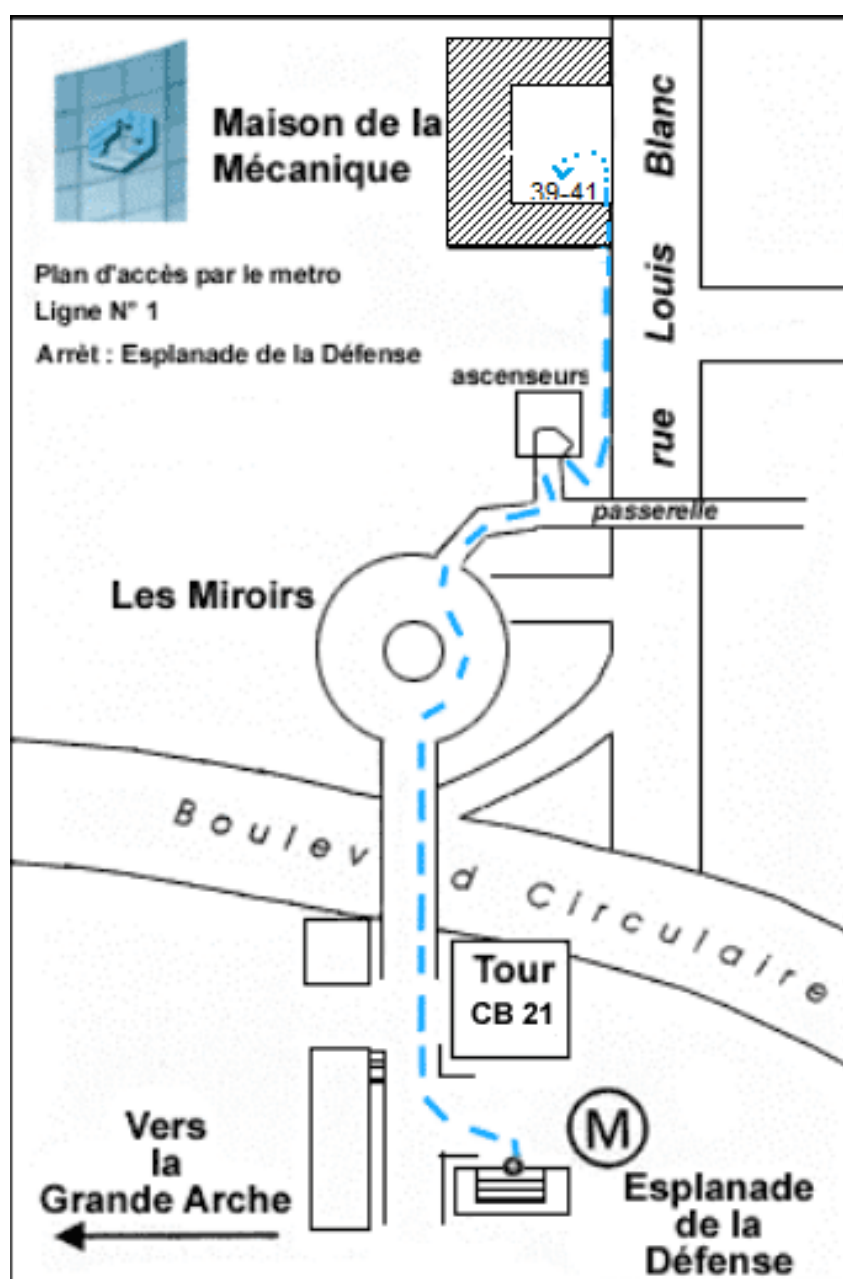 Maison de la
Mécanique
39-41
Plan d'accès par le metro
Ligne N° 1
Arrèt : Esplanade de la Défense
rue Louis Blanc
ascenseurs
passerelle
Les Miroirs
Boulev d Circulaire
Tour
CB 21
M
Vers
la
Grande Arche
Esplanade
de la
Défense